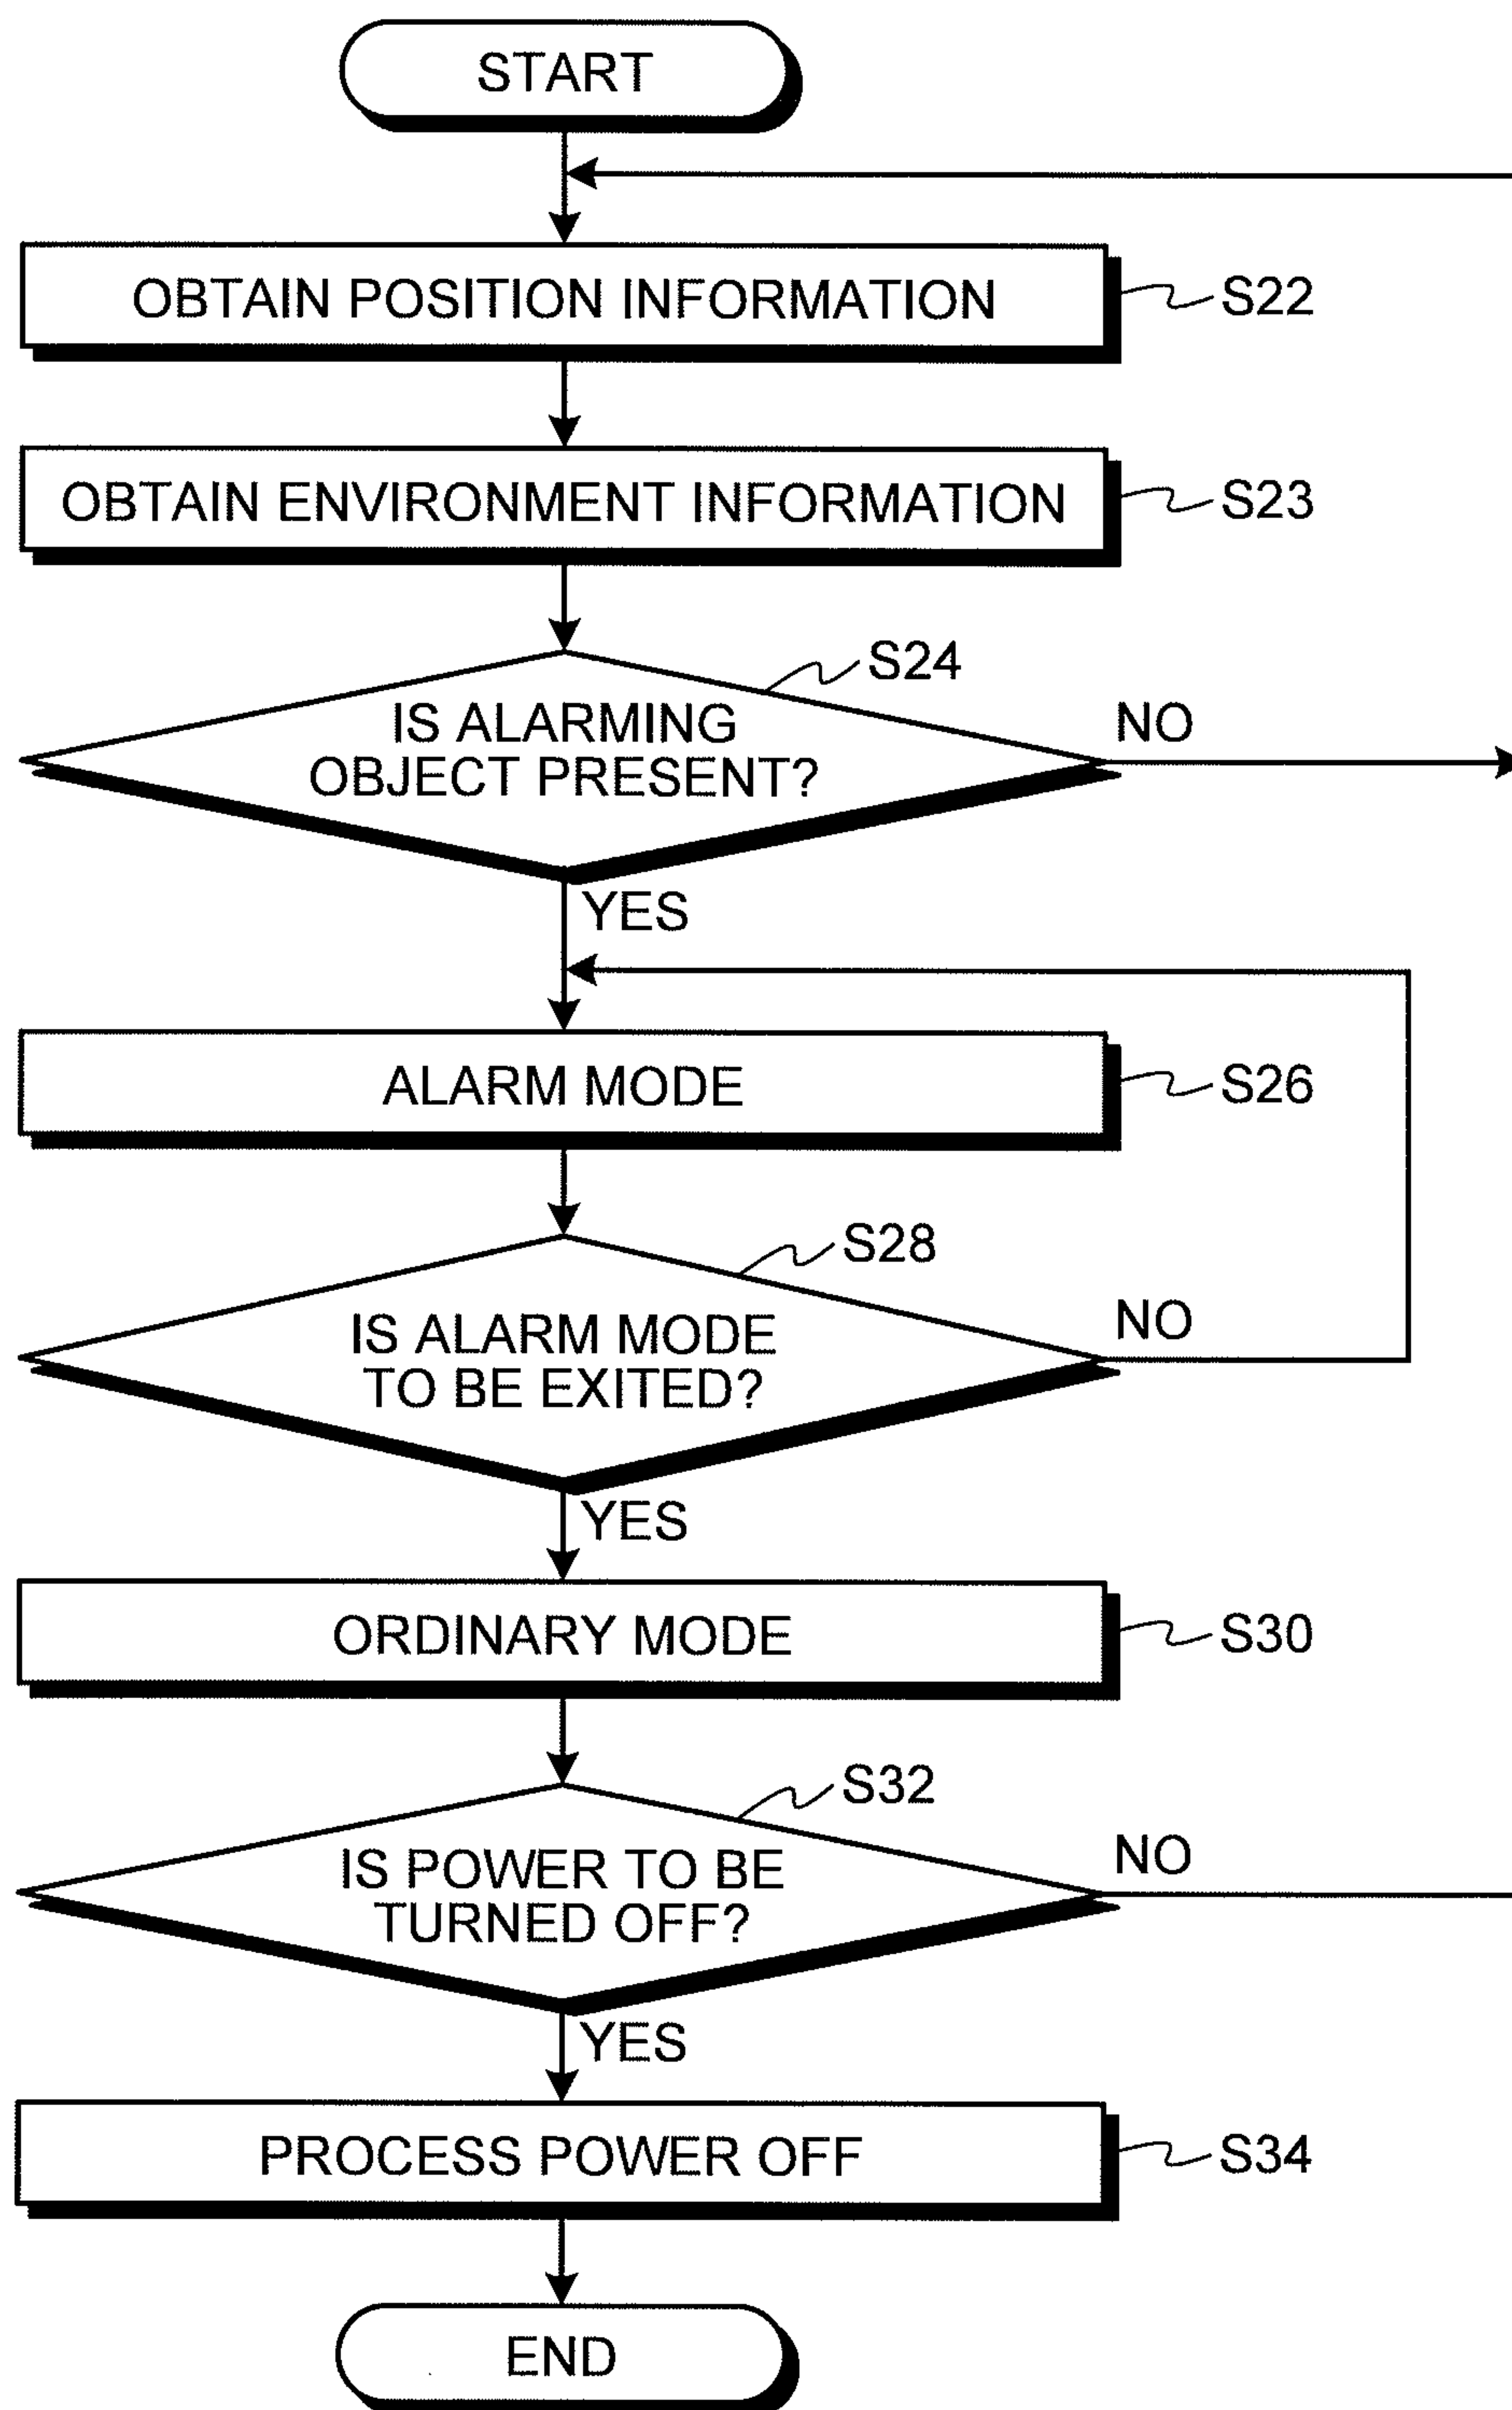 START
OBTAIN POSITION INFORMATION
S22
OBTAIN ENVIRONMENT INFORMATION
S23
S24
IS ALARMING
OBJECT PRESENT?
NO
YES
ALARM MODE
S26
S28
IS ALARM MODE
TO BE EXITED?
NO
YES
ORDINARY MODE
S30
S32
IS POWER TO BE
TURNED OFF?
NO
YES
PROCESS POWER OFF
S34
END